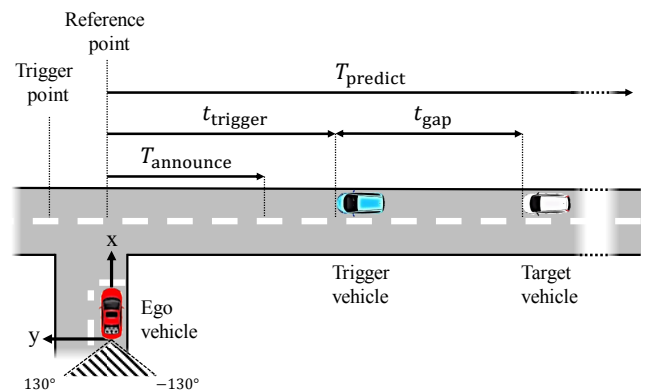 Reference
point
Trigger
point
T_predict
t_trigger
t_gap
T_announce
x
Trigger
vehicle
Target
vehicle
Ego
vehicle
y
130°
−130°